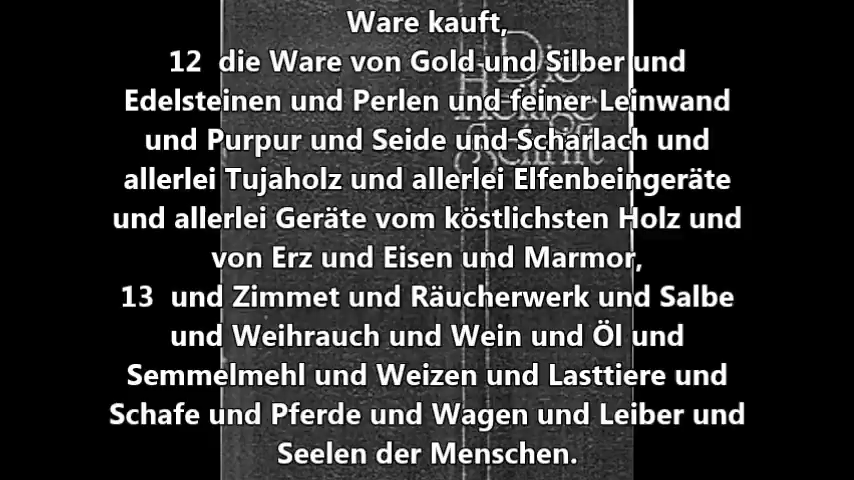 Ware kauft,
12 die Ware von Gold und Silber und
Edelsteinen und Perlen und feiner Leinwand
und Purpur und Seide und Scharlach und
allerlei Tujaholz und allerlei Elfenbeingeräte
und allerlei Geräte vom köstlichsten Holz und
von Erz und Eisen und Marmor,
13 und Zimmet und Räucherwerk und Salbe
und Weihrauch und Wein und Öl und
Semmelmehl und Weizen und Lasttiere und
Schafe und Pferde und Wagen und Leiber und
Seelen der Menschen.
Die
Heilige
Schrift